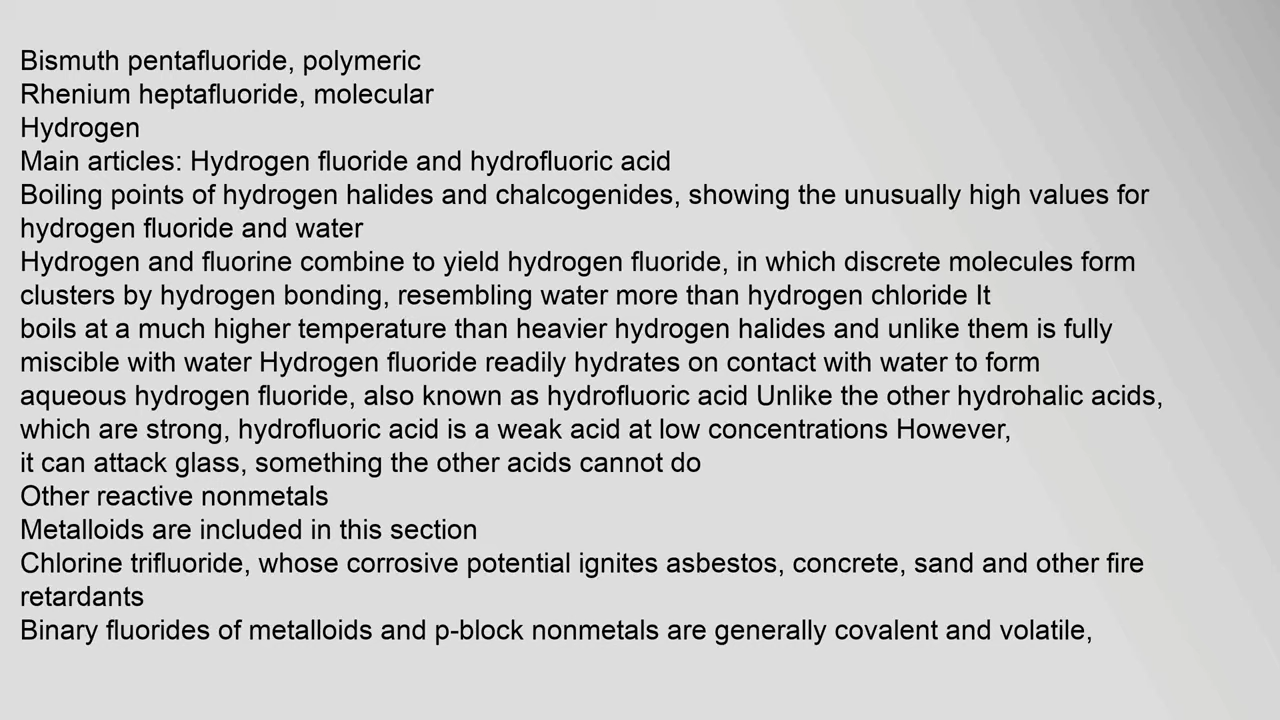 Bismuth pentafluoride, polymeric
Rhenium heptafluoride, molecular
Hydrogen
Main articles: Hydrogen fluoride and hydrofluoric acid
Boiling points of hydrogen halides and chalcogenides, showing the unusually high values for
hydrogen fluoride and water
Hydrogen and fluorine combine to yield hydrogen fluoride, in which discrete molecules form
clusters by hydrogen bonding, resembling water more than hydrogen chloride It
boils at a much higher temperature than heavier hydrogen halides and unlike them is fully
miscible with water Hydrogen fluoride readily hydrates on contact with water to form
aqueous hydrogen fluoride, also known as hydrofluoric acid Unlike the other hydrohalic acids,
which are strong, hydrofluoric acid is a weak acid at low concentrations However,
it can attack glass, something the other acids cannot do
Other reactive nonmetals
Metalloids are included in this section
Chlorine trifluoride, whose corrosive potential ignites asbestos, concrete, sand and other fire
retardants
Binary fluorides of metalloids and p-block nonmetals are generally covalent and volatile,